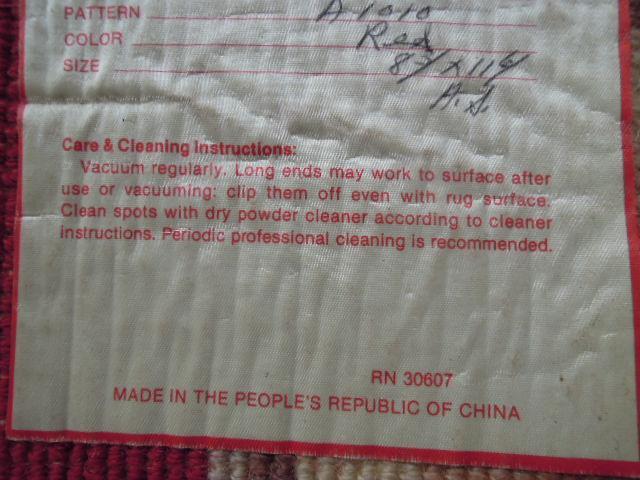 PATTERN A-1010
COLOR Red
SIZE
Care & Cleaning Instructions:
Vacuum regularly. Long ends may work to surface after
use or vacuuming: clip them off even with rug surface.
Clean spots with dry powder cleaner according to cleaner
instructions. Periodic professional cleaning is recommended.
RN 30607
MADE IN THE PEOPLE'S REPUBLIC OF CHINA